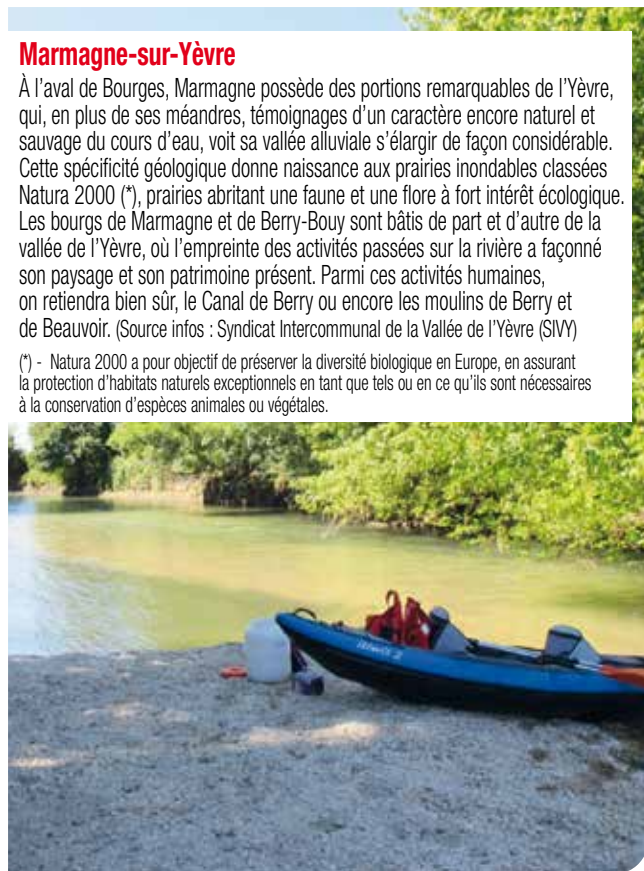 Marmagne-sur-Yèvre
À l’aval de Bourges, Marmagne possède des portions remarquables de l’Yèvre,
qui, en plus de ses méandres, témoignages d’un caractère encore naturel et
sauvage du cours d’eau, voit sa vallée alluviale s’élargir de façon considérable.
Cette spécificité géologique donne naissance aux prairies inondables classées
Natura 2000 (*), prairies abritant une faune et une flore à fort intérêt écologique.
Les bourgs de Marmagne et de Berry-Bouy sont bâtis de part et d’autre de la
vallée de l’Yèvre, où l’empreinte des activités passées sur la rivière a façonné
son paysage et son patrimoine présent. Parmi ces activités humaines,
on retiendra bien sûr, le Canal de Berry ou encore les moulins de Berry et
de Beauvoir. (Source infos : Syndicat Intercommunal de la Vallée de l’Yèvre (SIVY)
(*) - Natura 2000 a pour objectif de préserver la diversité biologique en Europe, en assurant
la protection d’habitats naturels exceptionnels en tant que tels ou en ce qu’ils sont nécessaires
à la conservation d’espèces animales ou végétales.